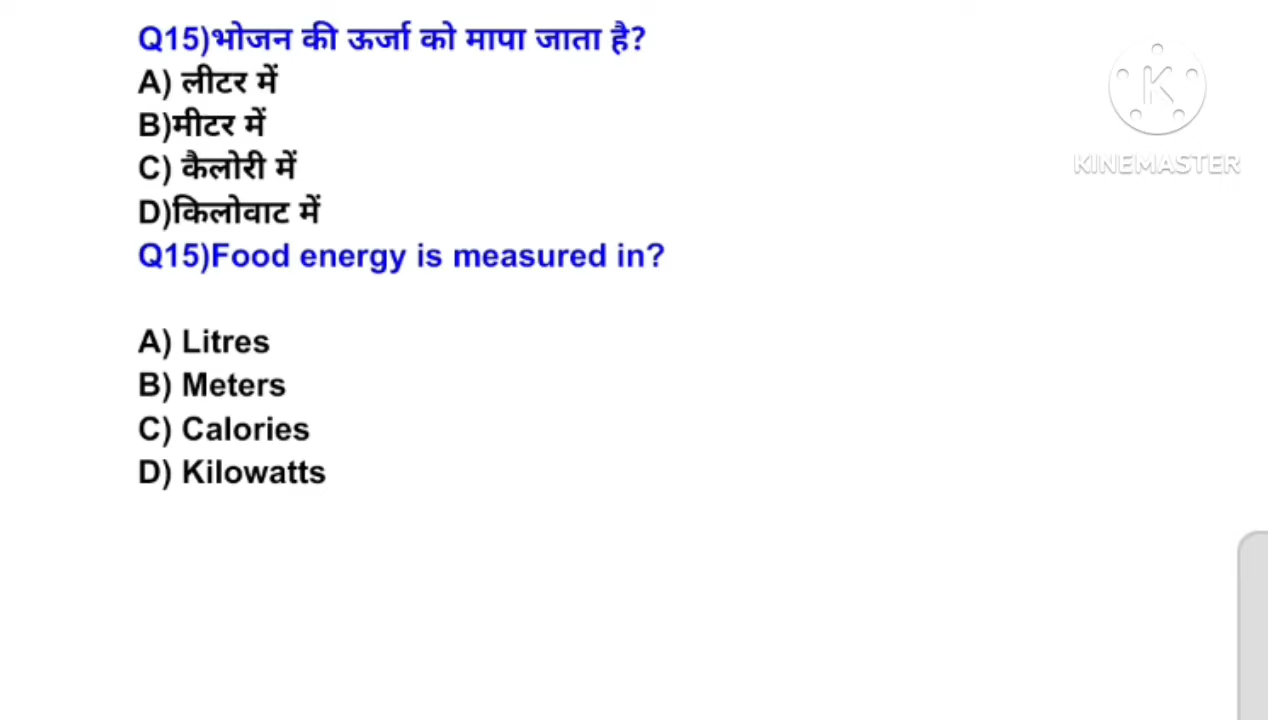 Q15)भोजन की ऊर्जा को मापा जाता है?
A) लीटर में
B)मीटर में
C) कैलोरी में
D)किलोवाट में
Q15)Food energy is measured in?
A) Litres
B) Meters
C) Calories
D) Kilowatts
K
KINEMASTER